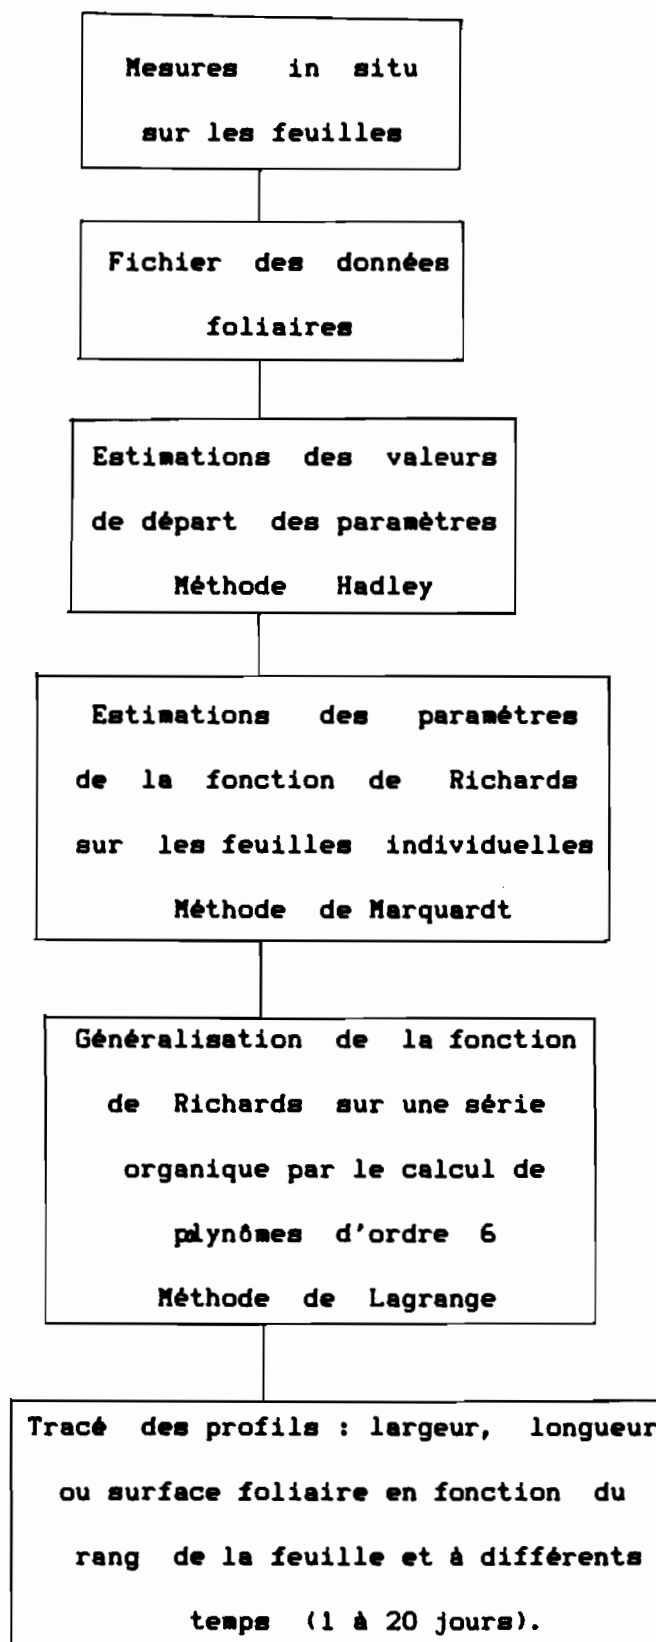 Mesures in situ
sur les feuilles
Fichier des données
foliaires
Estimations des valeurs
de départ des paramètres
Méthode Hadley
Estimations des paramétres
de la fonction de Richards
sur les feuilles individuelles
Méthode de Marquardt
Généralisation de la fonction
de Richards sur une série
organique par le calcul de
polynômes d'ordre 6
Méthode de Lagrange
Tracé des profils : largeur, longueur
ou surface foliaire en fonction du
rang de la feuille et à différents
temps (1 à 20 jours).